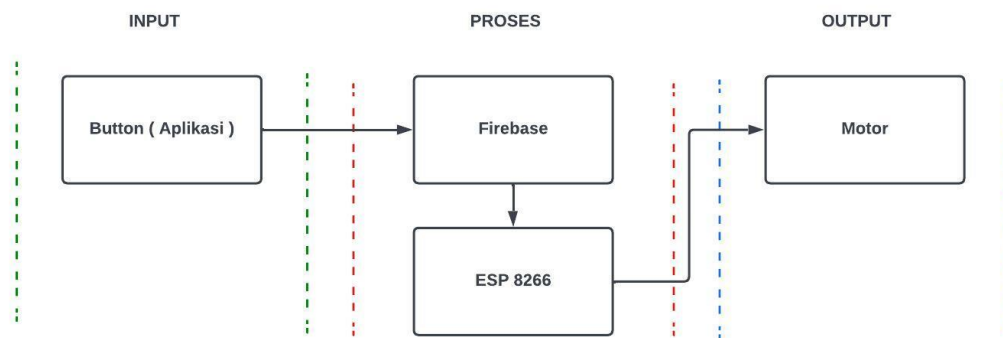 INPUT
PROSES
OUTPUT
Button ( Aplikasi )
Firebase
Motor
ESP 8266